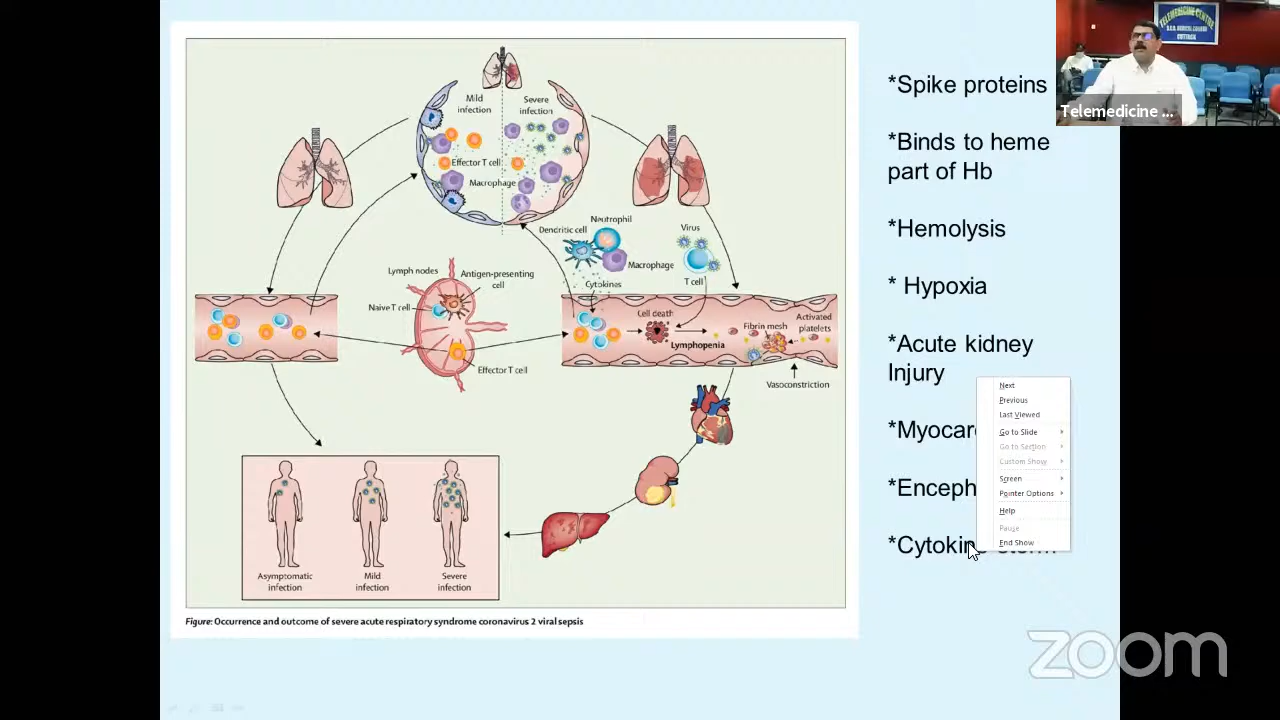 Mild
infection
Severe
infection
Effector T cell
Macrophage
Dendritic cell
Neutrophil
Macrophage
Cytokines
Virus
T cell
Lymph nodes
Antigen-presenting
cell
Naive T cell
Effector T cell
Cell death
Lymphopenia
Fibrin mesh
Activated
platelets
Vasoconstriction
Asymptomatic
infection
Mild
infection
Severe
infection
Figure: Occurrence and outcome of severe acute respiratory syndrome coronavirus 2 viral sepsis
*Spike proteins
*Binds to heme
part of Hb
*Hemolysis
* Hypoxia
*Acute kidney
Injury
*Myocar
*Enceph
*Cytokin
Next
Previous
Last Viewed
Go to Slide
Go to Section
Custom Show
Screen
Pointer Options
Help
Pause
End Show
TELEMEDICINE CENTRE
CUTTACK
Telemedicine ...
zoom